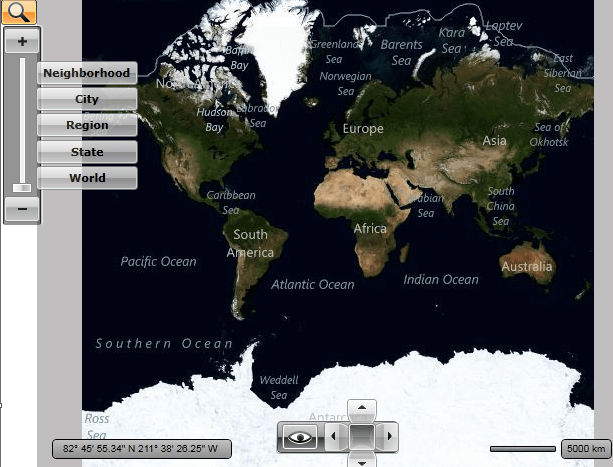 +
Neighborhood
City
Region
State
World
−
Baffin
Bay
Greenland
Sea
Barents
Sea
Kara
Sea
Laptev
Sea
East
Siberian
Sea
Norwegian
Sea
Hudson
Bay
Labrador
Sea
Europe
Asia
Sea of
Okhotsk
Caribbean
Sea
Arabian
Sea
South
China
Sea
South
America
Africa
Pacific Ocean
Atlantic Ocean
Indian Ocean
Australia
Southern Ocean
Weddell
Sea
Ross
Sea
82° 45' 55.34" N 211° 38' 26.25" W
5000 km